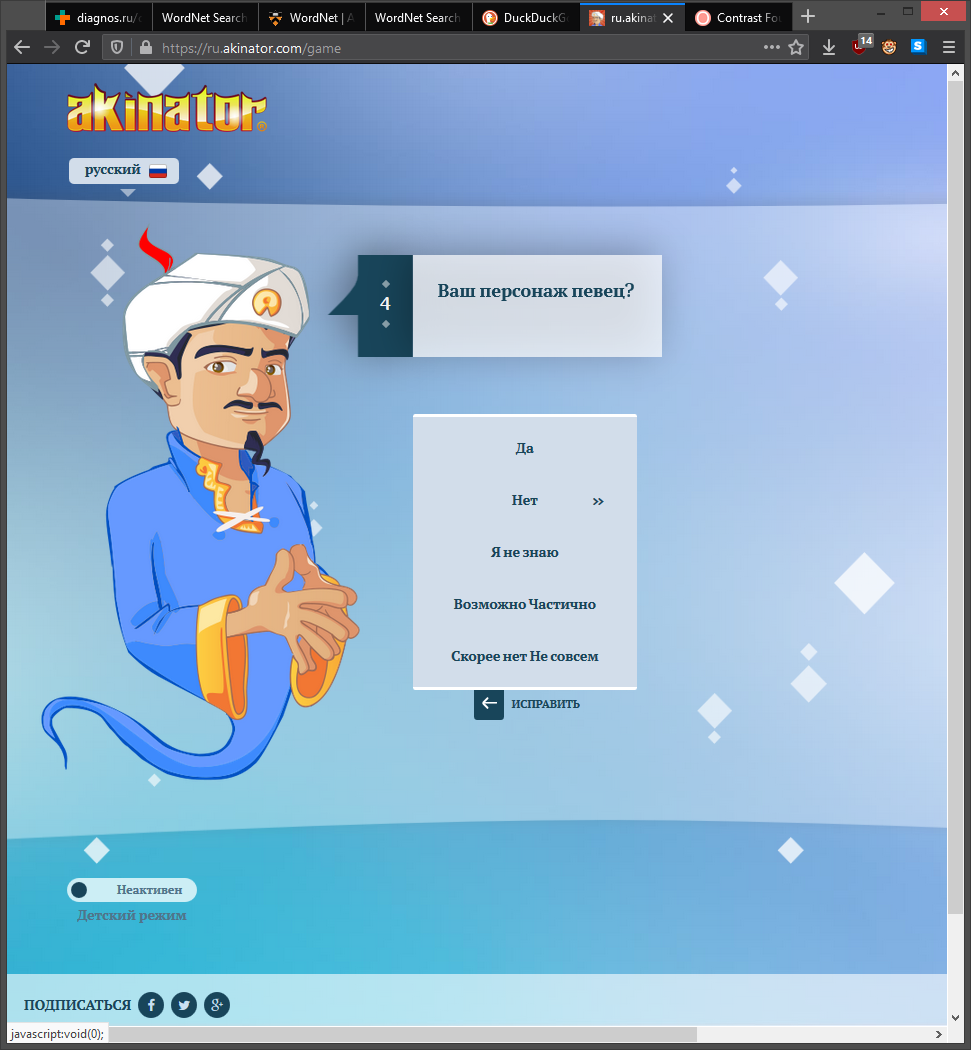 diagnos.ru/
WordNet Search
WordNet | A
WordNet Search
DuckDuckG
ru.akinat
Contrast Fou
https://ru.akinator.com/game
14
akinator®
русский
4
Ваш персонаж певец?
Да
Нет
Я не знаю
Возможно Частично
Скорее нет Не совсем
ИСПРАВИТЬ
Неактивен
Детский режим
ПОДПИСАТЬСЯ
javascript:void(0);